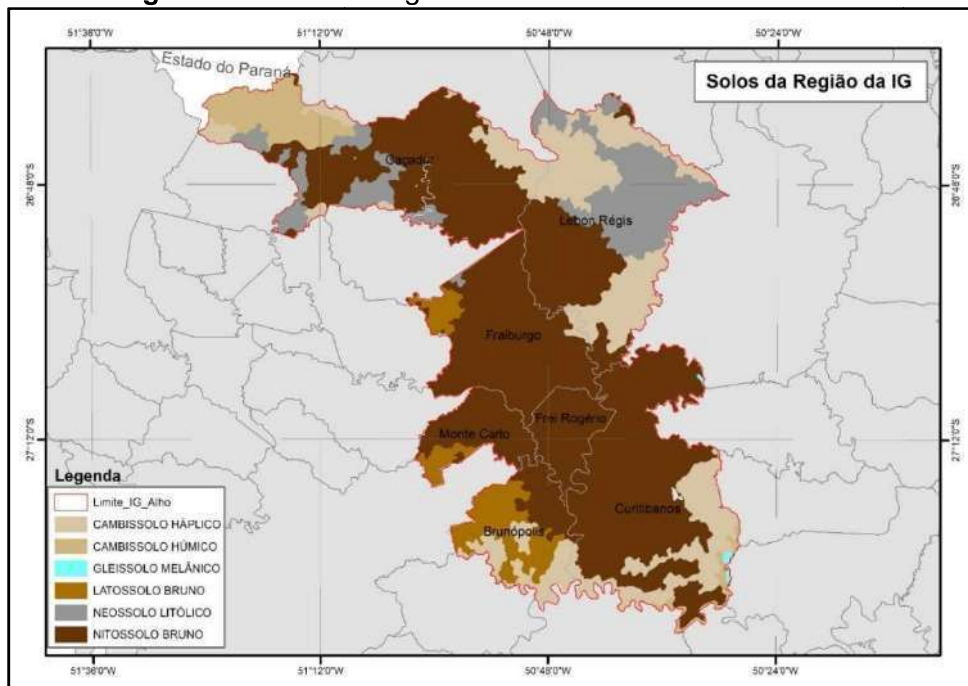 51°36'0"W 51°12'0"W 50°48'0"W 50°24'0"W
Estado do Paraná
Solos da Região da IG
Caçador
26°48'0"S 26°48'0"S
Lebon Régis
Fraiburgo
Frei Rogério
Monte Carlo
27°12'0"S 27°12'0"S
Legenda
Limite_IG_Alho
Curitibanos
CAMBISSOLO HÁPLICO
Brunópolis
CAMBISSOLO HÚMICO
GLEISSOLO MELÂNICO
LATOSSOLO BRUNO
NEOSSOLO LITÓLICO
NITOSSOLO BRUNO
51°36'0"W 51°12'0"W 50°48'0"W 50°24'0"W